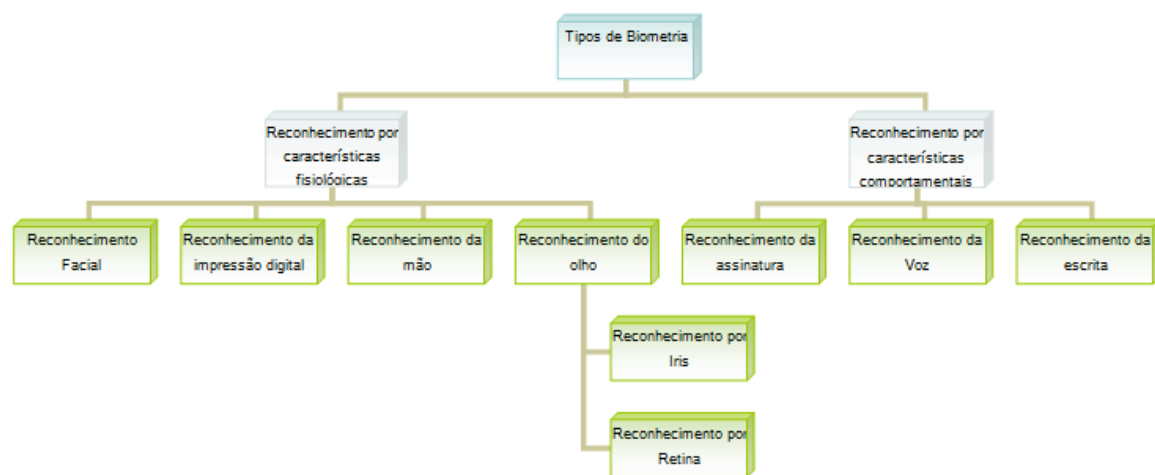 Tipos de Biometria
Reconhecimento por
características
fisiológicas
Reconhecimento por
características
comportamentais
Reconhecimento
Facial
Reconhecimento da
impressão digital
Reconhecimento da
mão
Reconhecimento do
olho
Reconhecimento da
assinatura
Reconhecimento da
Voz
Reconhecimento da
escrita
Reconhecimento por
Iris
Reconhecimento por
Retina